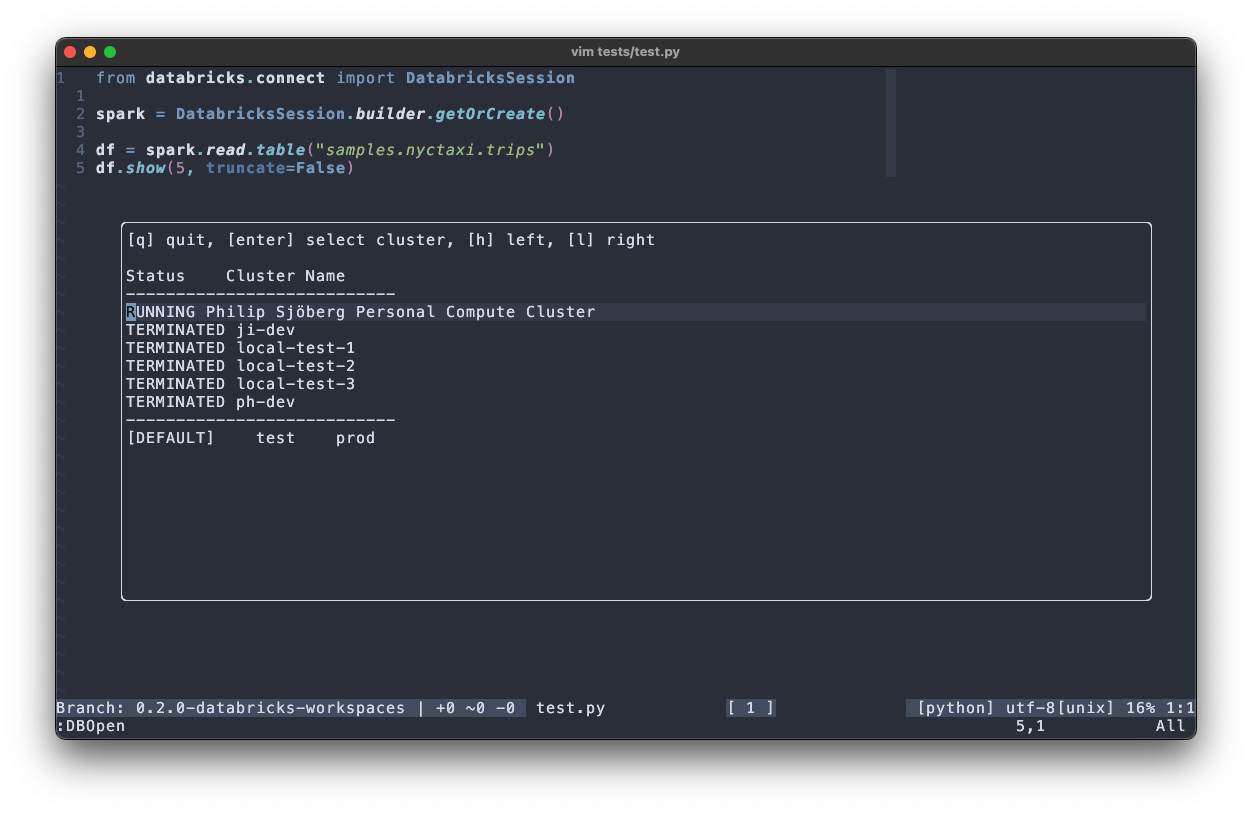 vim tests/test.py
1   from databricks.connect import DatabricksSession
  1
  2 spark = DatabricksSession.builder.getOrCreate()
  3
  4 df = spark.read.table("samples.nyctaxi.trips")
  5 df.show(5, truncate=False)
~
[q] quit, [enter] select cluster, [h] left, [l] right
Status    Cluster Name
---------------------------
RUNNING Philip Sjöberg Personal Compute Cluster
TERMINATED ji-dev
TERMINATED local-test-1
TERMINATED local-test-2
TERMINATED local-test-3
TERMINATED ph-dev
---------------------------
[DEFAULT]    test    prod
Branch: 0.2.0-databricks-workspaces | +0 ~0 -0  test.py            [ 1 ]              [python] utf-8[unix] 16% 1:1
:DBOpen                                                                                         5,1           All